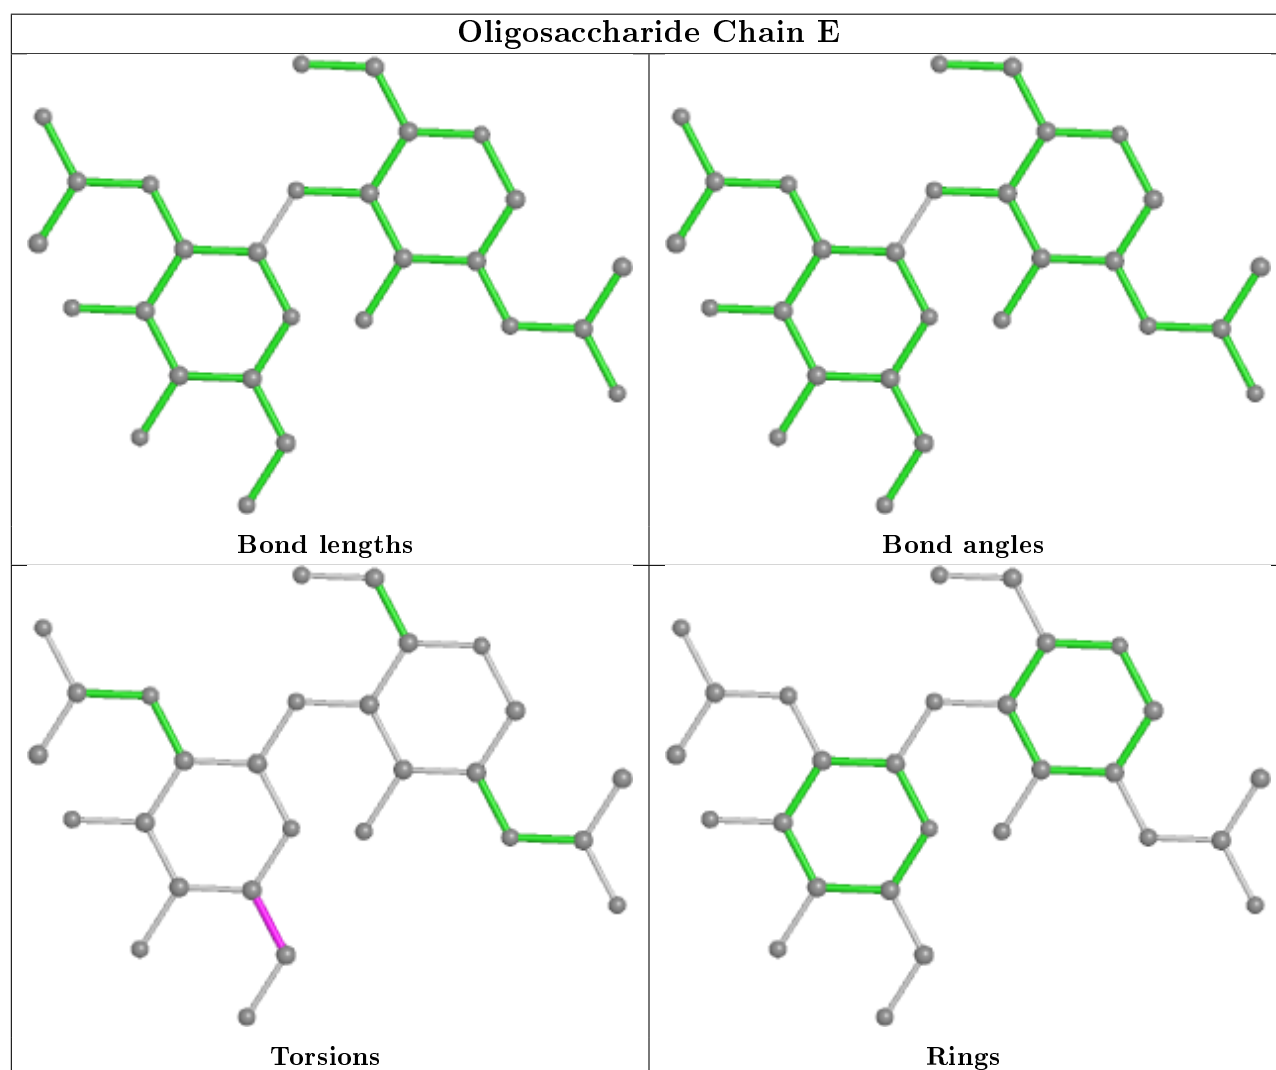 Oligosaccharide Chain E
Bond lengths
Bond angles
Torsions
Rings